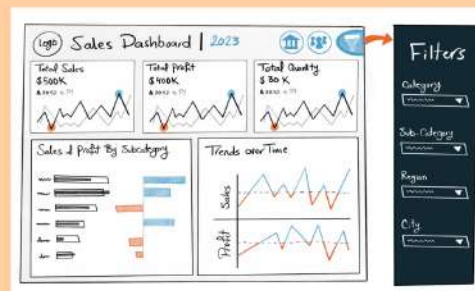 Logo Sales Dashboard | 2023
Total Sales
$500K
Total Profit
$400K
Total Quantity
$30K
Sales & Profit By Subcategory
Trends over Time
Sales
Profit
Filters
Category
Sub-Category
Region
City